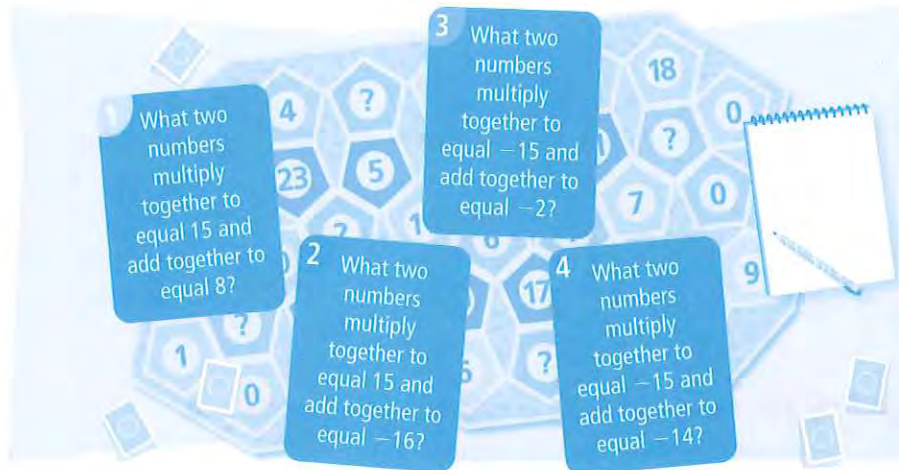 1
What two
numbers
multiply
together to
equal 15 and
add together to
equal 8?
2
What two
numbers
multiply
together to
equal 15 and
add together to
equal −16?
3
What two
numbers
multiply
together to
equal −15 and
add together to
equal −2?
4
What two
numbers
multiply
together to
equal −15 and
add together to
equal −14?
4
?
18
0
23
5
?
7
0
?
17
9
?
1
0
?